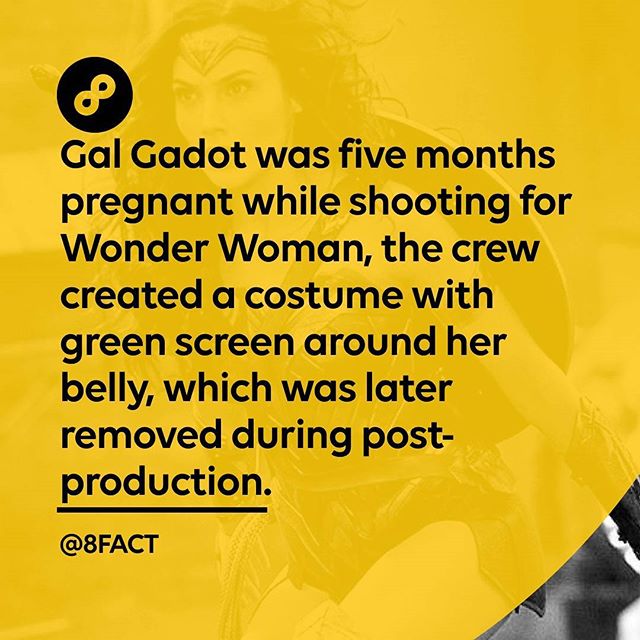 Gal Gadot was five months
pregnant while shooting for
Wonder Woman, the crew
created a costume with
green screen around her
belly, which was later
removed during post-
production.
@8FACT